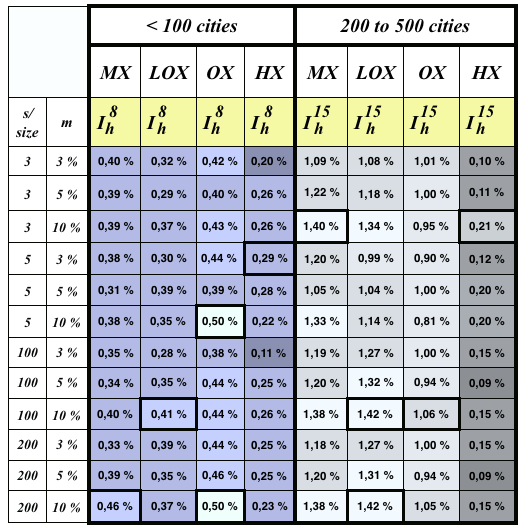 < 100 cities 200 to 500 cities
MX LOX OX HX MX LOX OX HX
s/ size m I_h^8 I_h^8 I_h^8 I_h^8 I_h^15 I_h^15 I_h^15 I_h^15
3 3 % 0,40 % 0,32 % 0,42 % 0,20 % 1,09 % 1,08 % 1,01 % 0,10 %
3 5 % 0,39 % 0,29 % 0,40 % 0,26 % 1,22 % 1,18 % 1,00 % 0,11 %
3 10 % 0,39 % 0,37 % 0,43 % 0,26 % 1,40 % 1,34 % 0,95 % 0,21 %
5 3 % 0,38 % 0,30 % 0,44 % 0,29 % 1,20 % 0,99 % 0,90 % 0,12 %
5 5 % 0,31 % 0,39 % 0,39 % 0,28 % 1,05 % 1,04 % 1,00 % 0,20 %
5 10 % 0,38 % 0,35 % 0,50 % 0,22 % 1,33 % 1,14 % 0,81 % 0,20 %
100 3 % 0,35 % 0,28 % 0,38 % 0,11 % 1,19 % 1,27 % 1,00 % 0,15 %
100 5 % 0,34 % 0,35 % 0,44 % 0,25 % 1,20 % 1,32 % 0,94 % 0,09 %
100 10 % 0,40 % 0,41 % 0,44 % 0,26 % 1,38 % 1,42 % 1,06 % 0,15 %
200 3 % 0,33 % 0,39 % 0,44 % 0,25 % 1,18 % 1,27 % 1,00 % 0,15 %
200 5 % 0,39 % 0,35 % 0,46 % 0,25 % 1,20 % 1,31 % 0,94 % 0,09 %
200 10 % 0,46 % 0,37 % 0,50 % 0,23 % 1,38 % 1,42 % 1,05 % 0,15 %